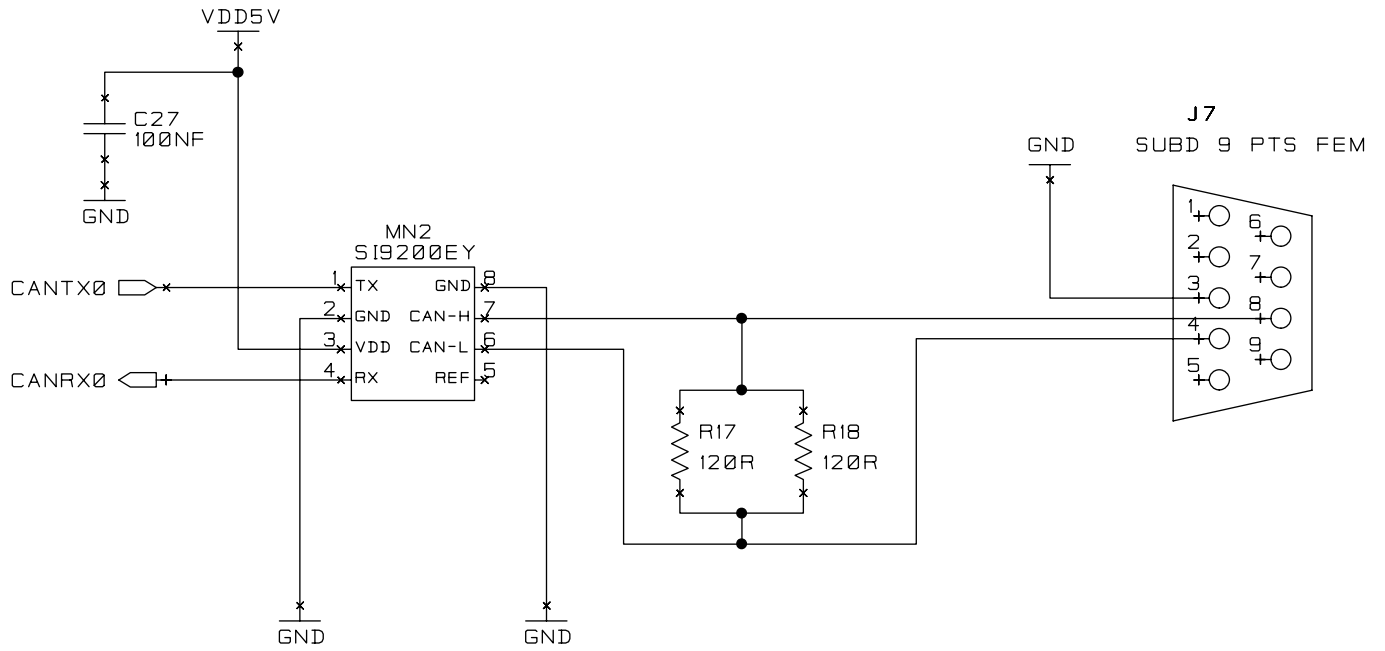 VDD5V
C27
100NF
GND
J7
SUBD 9 PTS FEM
GND
MN2
SI9200EY
CANTX0
1 TX
GND 8
2 GND
CAN-H 7
3 VDD
CAN-L 6
CANRX0
4 RX
REF 5
1
6
2
7
3
8
4
9
5
R17
120R
R18
120R
GND
GND